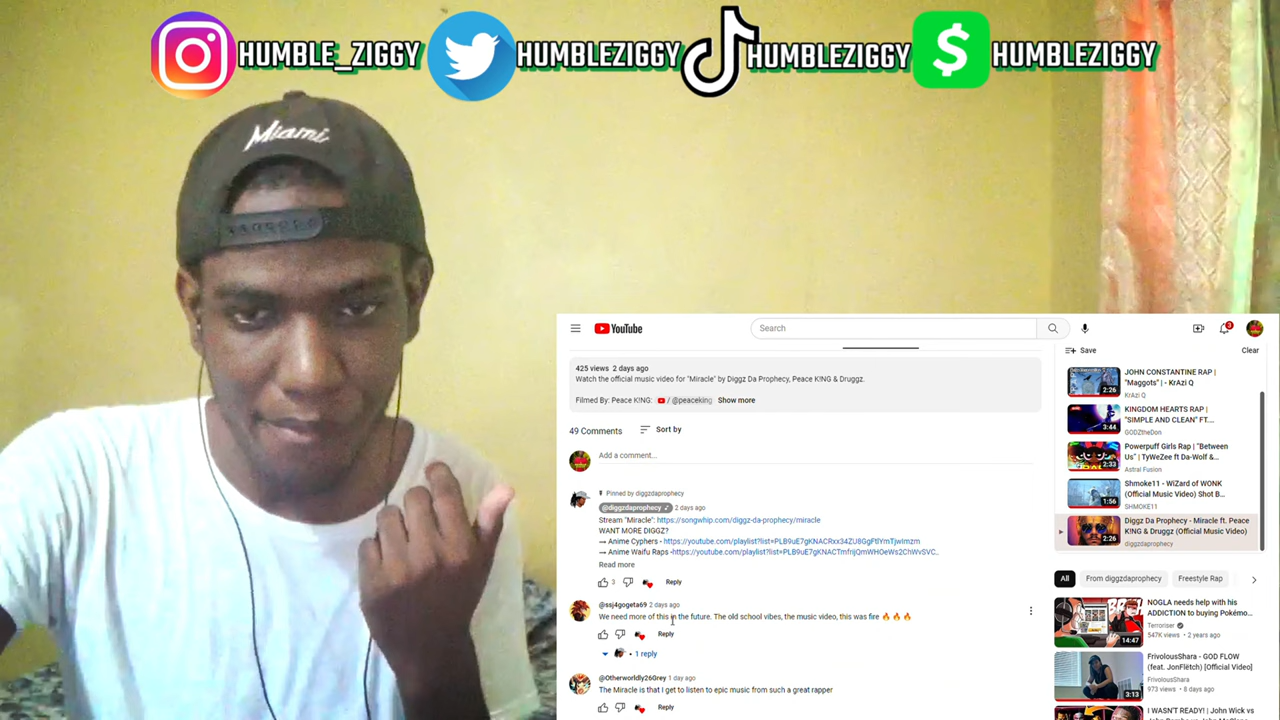 HUMBLE_ZIGGY
HUMBLEZIGGY
HUMBLEZIGGY
$ HUMBLEZIGGY
Miami
YouTube
Search
3
Save
Clear
425 views 2 days ago
Watch the official music video for "Miracle" by Diggz Da Prophecy, Peace K!NG & Druggz.
Filmed By: Peace K!NG: / @peaceking Show more
49 Comments
Sort by
Add a comment...
Pinned by diggzdaprophecy
@diggzdaprophecy 2 days ago
Stream "Miracle": https://songwhip.com/diggz-da-prophecy/miracle
WANT MORE DIGGZ?
→ Anime Cyphers -
→ Anime Waifu Raps -
Read more
3
Reply
@ssj4gogeta69 2 days ago
We need more of this in the future. The old school vibes, the music video, this was fire 🔥 🔥 🔥
Reply
1 reply
@Otherworldly26Grey 1 day ago
The Miracle is that I get to listen to epic music from such a great rapper
Reply
JOHN CONSTANTINE RAP |
"Maggots" | - KrAzi Q
KrAzi Q
2:26
KINGDOM HEARTS RAP |
"SIMPLE AND CLEAN" FT...
GODZtheDon
3:44
Powerpuff Girls Rap | "Between
Us" | TyWeZee ft Da-Wolf &...
Astral Fusion
2:33
Shmoke11 - WiZard of WONK
(Official Music Video) Shot B...
SHMOKE11
1:56
Diggz Da Prophecy - Miracle ft. Peace
K!NG & Druggz (Official Music Video)
diggzdaprophecy
2:26
All
From diggzdaprophecy
Freestyle Rap
NOGLA needs help with his
ADDICTION to buying Pokémo...
Terroriser
547K views • 2 years ago
14:47
FrivolousShara - GOD FLOW
(feat. JonFlëtch) [Official Video]
FrivolousShara
973 views • 8 days ago
3:13
I WASN'T READY! | John Wick